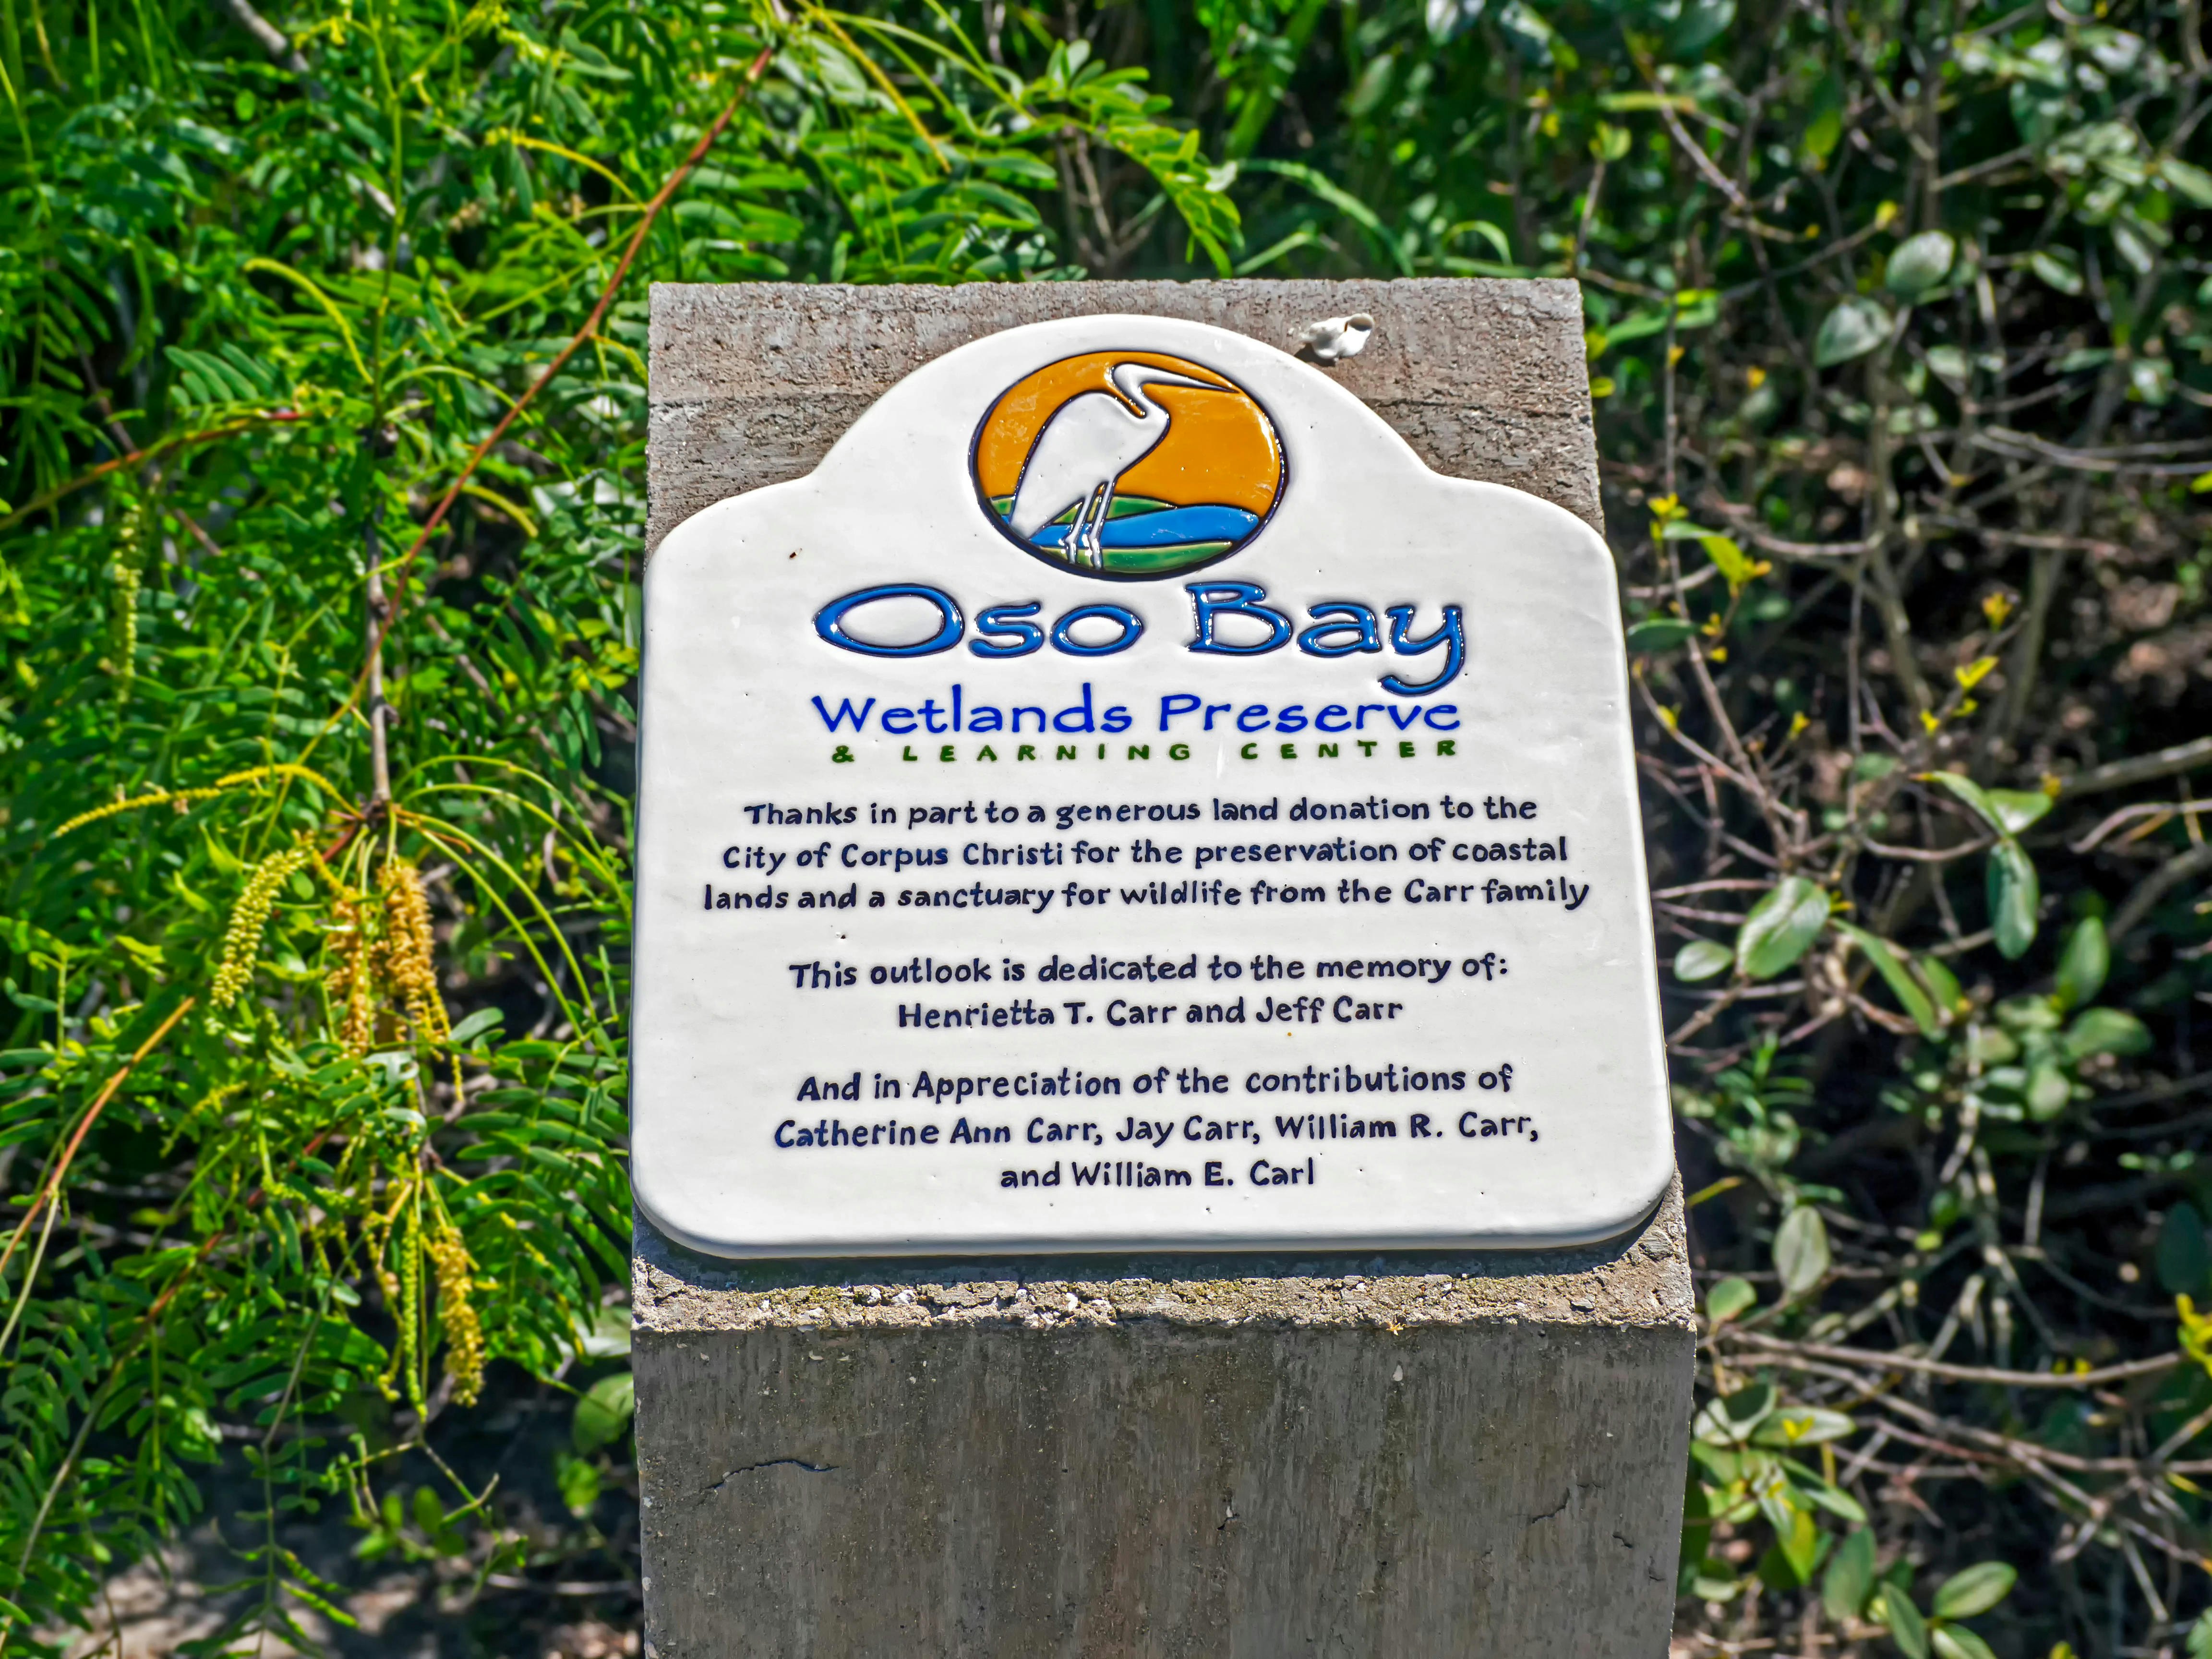 Oso Bay
Wetlands Preserve
& LEARNING CENTER
Thanks in part to a generous land donation to the
City of Corpus Christi for the preservation of coastal
lands and a sanctuary for wildlife from the Carr family
This outlook is dedicated to the memory of:
Henrietta T. Carr and Jeff Carr
And in Appreciation of the contributions of
Catherine Ann Carr, Jay Carr, William R. Carr,
and William E. Carl